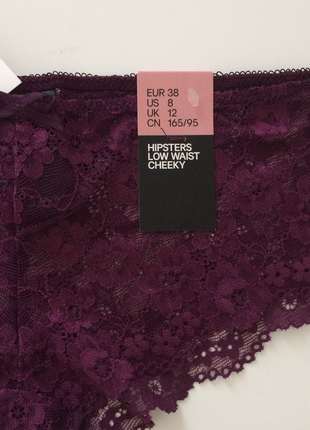 EUR 38
US 8
UK 12
CN 165/95
HIPSTERS
LOW WAIST
CHEEKY